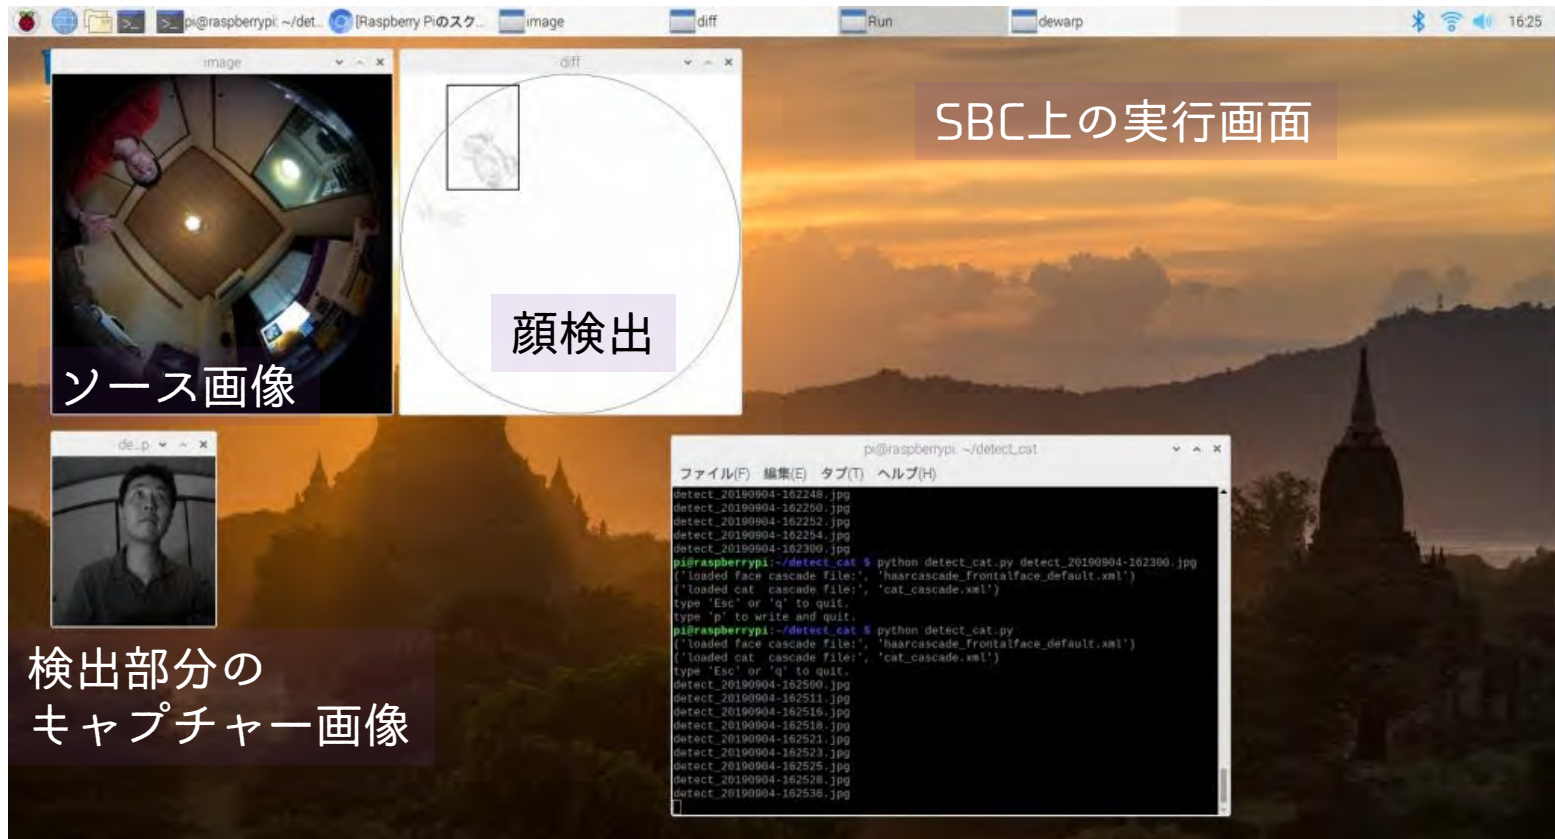 pi@raspberrypi: ~/det...
[Raspberry Piのスク...
image
diff
Run
dewarp
16:25
image
diff
SBC上の実行画面
顔検出
ソース画像
de...p
検出部分の
キャプチャー画像
pi@raspberrypi: ~/detect_cat
ファイル(F) 編集(E) タブ(T) ヘルプ(H)
detect_20190904-162248.jpg
detect_20190904-162250.jpg
detect_20190904-162252.jpg
detect_20190904-162254.jpg
detect_20190904-162300.jpg
pi@raspberrypi:~/detect_cat $ python detect_cat.py detect_20190904-162300.jpg
('loaded face cascade file:', 'haarcascade_frontalface_default.xml')
('loaded cat  cascade file:', 'cat_cascade.xml')
type 'Esc' or 'q' to quit.
type 'p' to write and quit.
pi@raspberrypi:~/detect_cat $ python detect_cat.py
('loaded face cascade file:', 'haarcascade_frontalface_default.xml')
('loaded cat  cascade file:', 'cat_cascade.xml')
type 'Esc' or 'q' to quit.
detect_20190904-162500.jpg
detect_20190904-162511.jpg
detect_20190904-162516.jpg
detect_20190904-162518.jpg
detect_20190904-162521.jpg
detect_20190904-162523.jpg
detect_20190904-162525.jpg
detect_20190904-162528.jpg
detect_20190904-162536.jpg